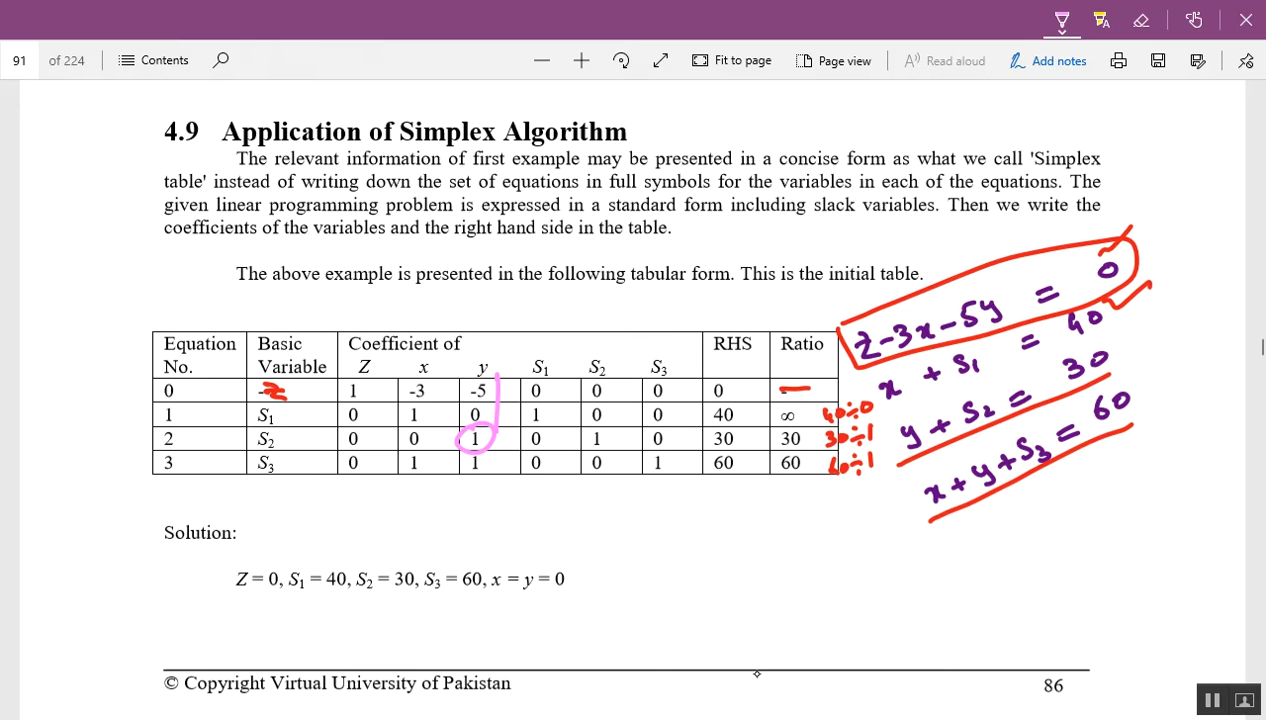 91 of 224 Contents Fit to page Page view Read aloud Add notes
4.9 Application of Simplex Algorithm
The relevant information of first example may be presented in a concise form as what we call 'Simplex
table' instead of writing down the set of equations in full symbols for the variables in each of the equations. The
given linear programming problem is expressed in a standard form including slack variables. Then we write the
coefficients of the variables and the right hand side in the table.
The above example is presented in the following tabular form. This is the initial table.
Equation Basic Coefficient of RHS Ratio
No. Variable Z x y S1 S2 S3
0 z 1 -3 -5 0 0 0 0 -
1 S1 0 1 0 1 0 0 40 ∞ 40÷0
2 S2 0 0 1 0 1 0 30 30 30÷1
3 S3 0 1 1 0 0 1 60 60 60÷1
z-3x-5y = 0
x + S1 = 40
y + S2 = 30
x+y+S3 = 60
Solution:
Z = 0, S1 = 40, S2 = 30, S3 = 60, x = y = 0
© Copyright Virtual University of Pakistan 86